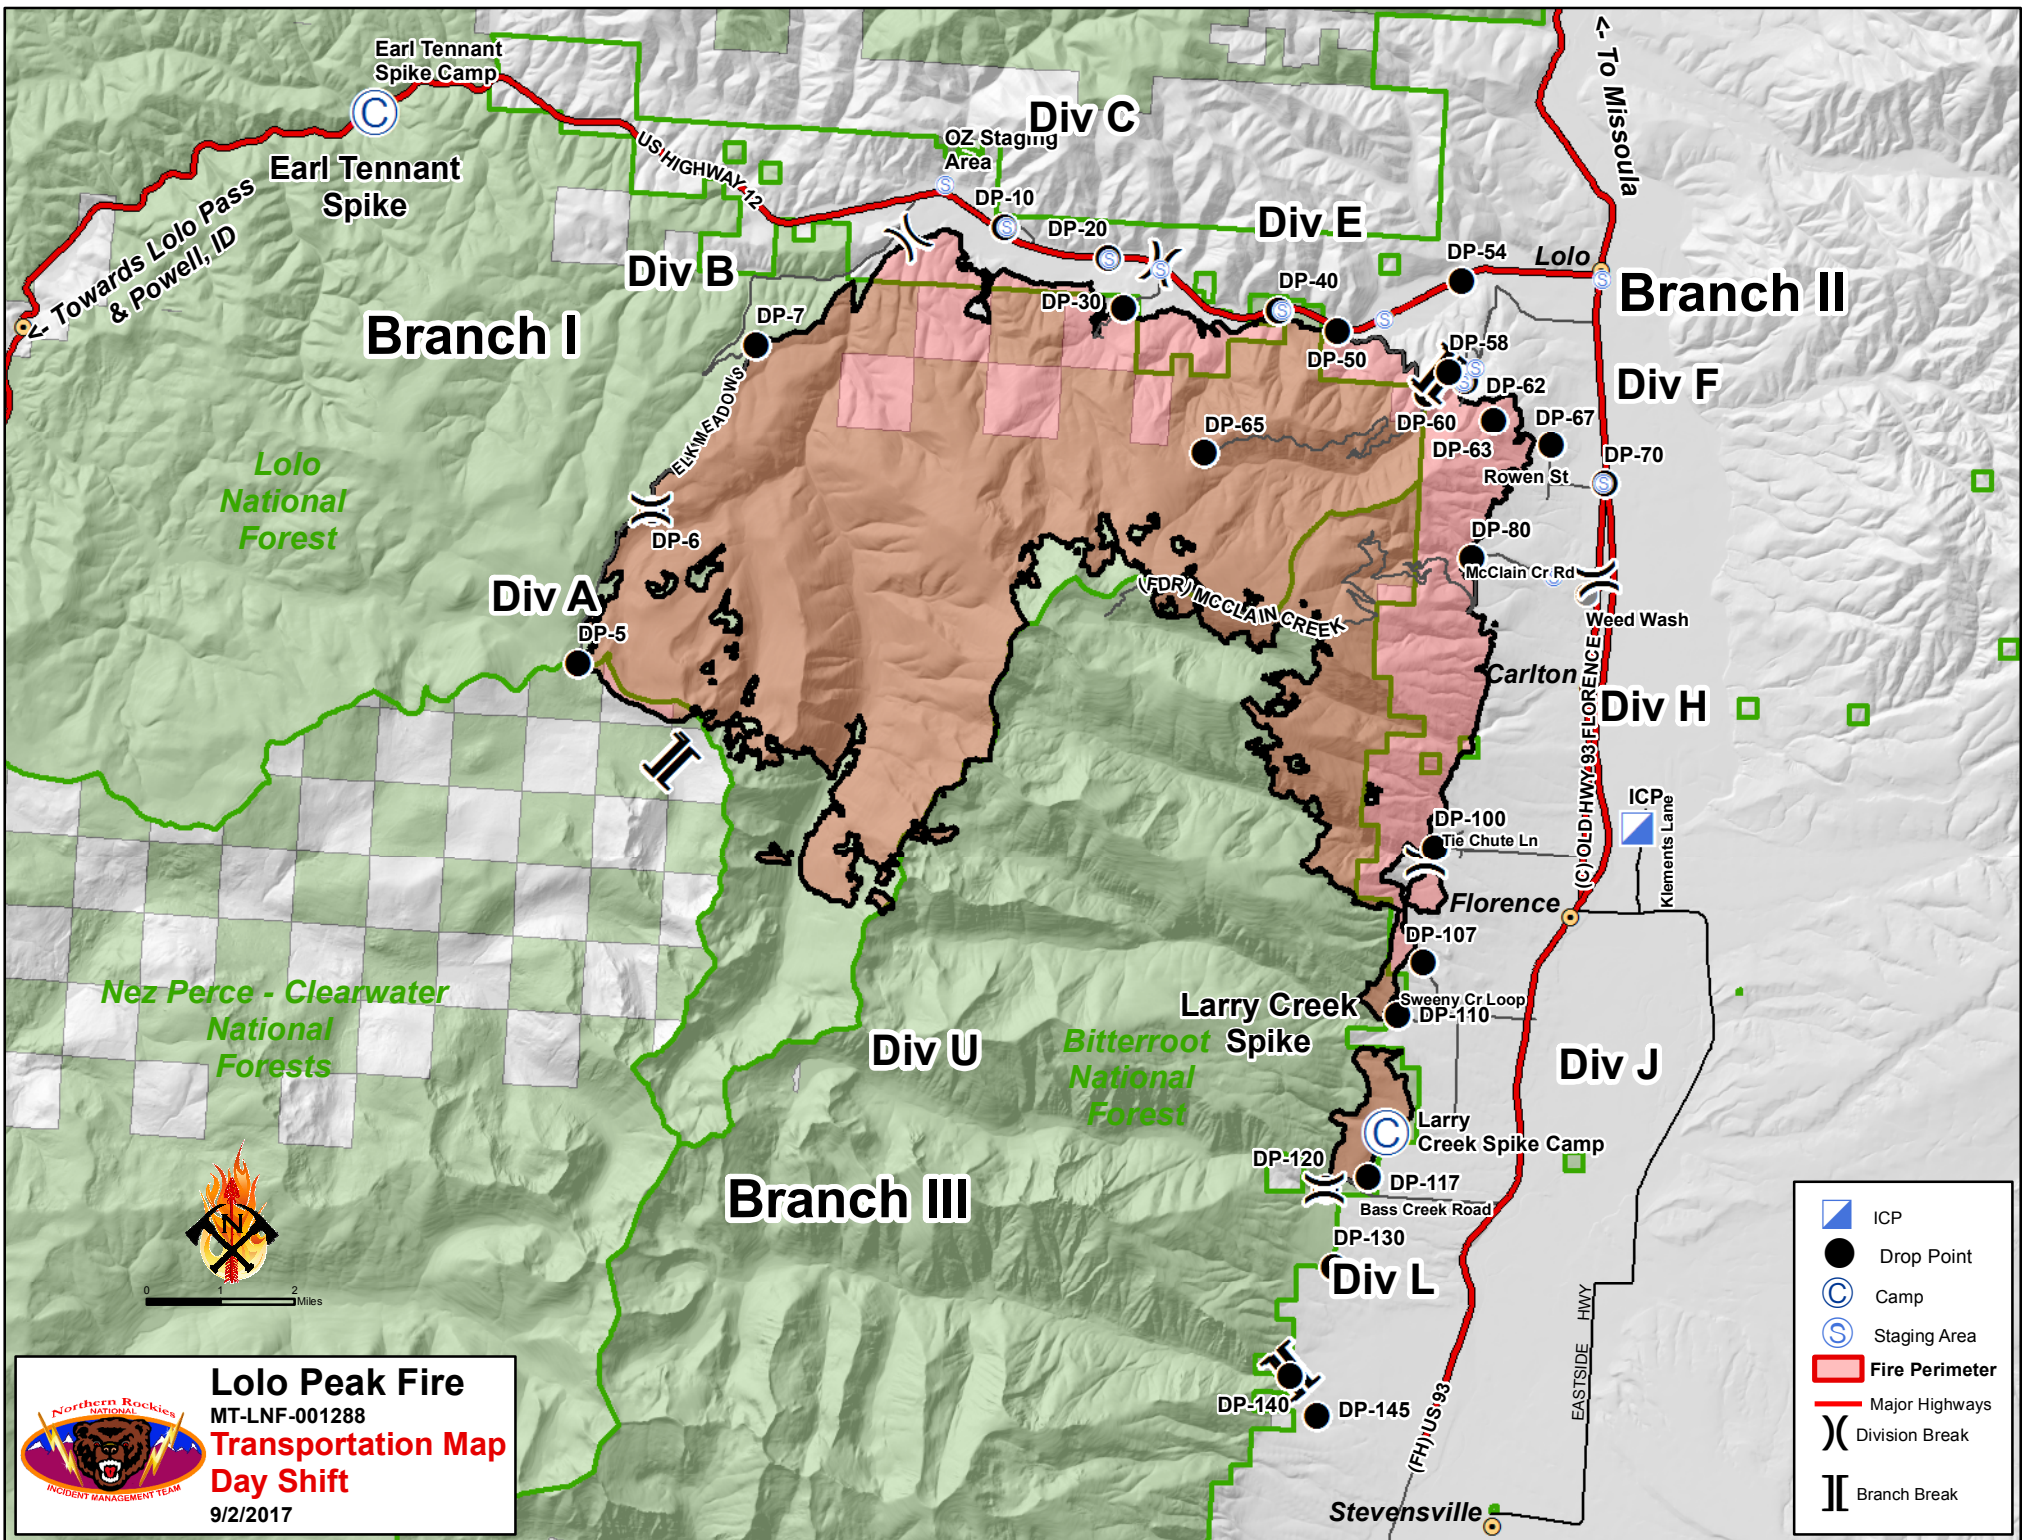 Earl Tennant
Spike Camp
C
Earl Tennant
Spike
<- Towards Lolo Pass
& Powell, ID
US HIGHWAY 12
OZ Staging
Area
Div C
<- To Missoula
DP-10
DP-20
Div E
Div B
DP-30
DP-40
DP-54
Lolo
Branch II
Branch I
DP-7
DP-50
DP-58
DP-62
Div F
ELK MEADOWS
DP-65
DP-60
DP-63
DP-67
DP-70
Rowen St
Lolo
National
Forest
DP-6
DP-80
McClain Cr Rd
(FDR) MCCLAIN CREEK
Weed Wash
Div A
DP-5
Carlton
Div H
(C) OLD HWY 93 FLORENCE
ICP
Klements Lane
DP-100
Tie Chute Ln
Florence
DP-107
Nez Perce - Clearwater
National
Forests
Larry Creek
Spike
Sweeny Cr Loop
DP-110
Div U
Bitterroot
National
Forest
Div J
C
Larry
Creek Spike Camp
DP-120
DP-117
Bass Creek Road
Branch III
DP-130
Div L
N
0 1 2
Miles
DP-140
DP-145
(FH) US 93
EASTSIDE HWY
Stevensville
Northern Rockies
NATIONAL
INCIDENT MANAGEMENT TEAM
Lolo Peak Fire
MT-LNF-001288
Transportation Map
Day Shift
9/2/2017
ICP
Drop Point
C Camp
S Staging Area
Fire Perimeter
Major Highways
Division Break
Branch Break